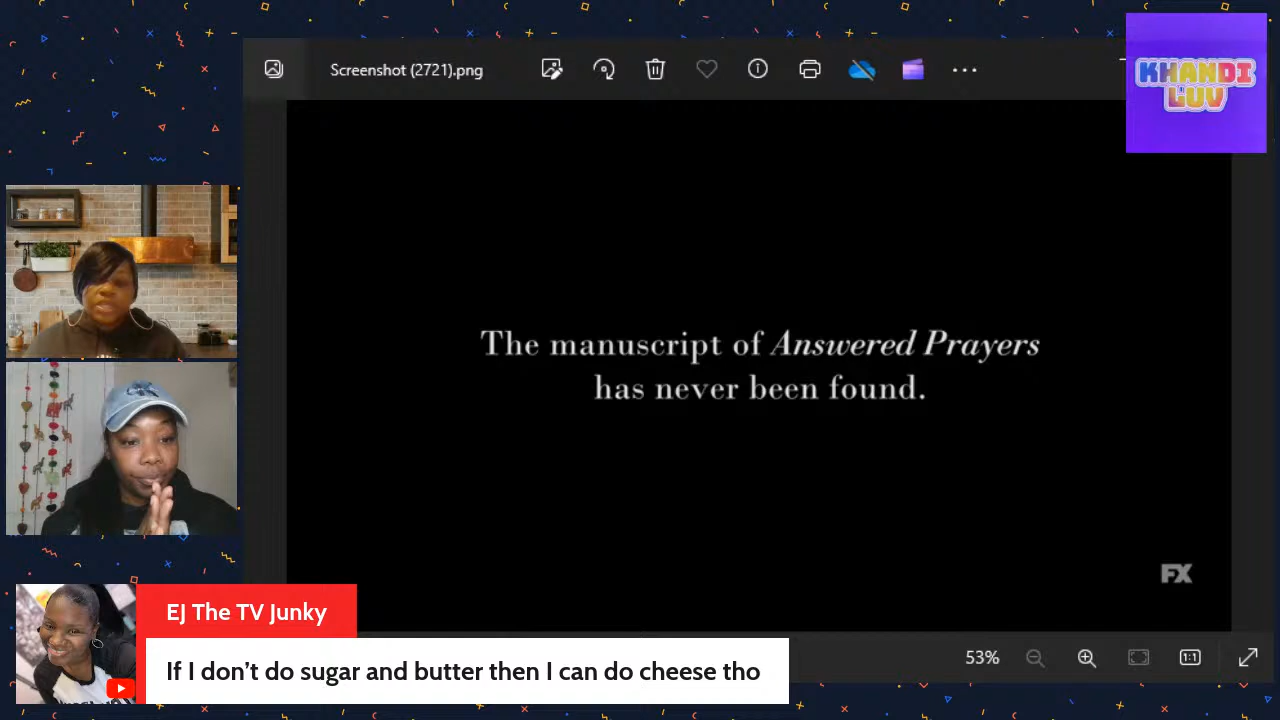 Screenshot (2721).png
KHANDI
LUV
The manuscript of Answered Prayers
has never been found.
FX
EJ The TV Junky
If I don't do sugar and butter then I can do cheese tho
53%
1:1